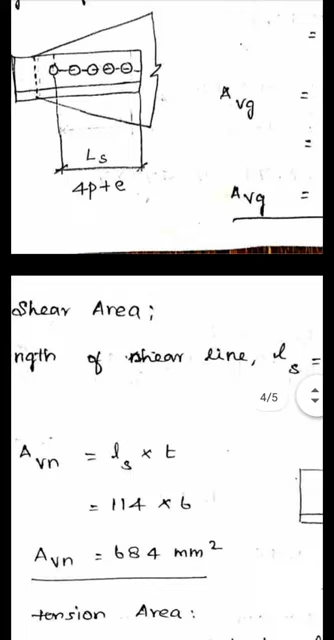 =
Avg =
=
Ls
4p+e
Avg =
Shear Area;
ngth of shear line, ls =
4/5
Avn = ls × t
= 114 × 6
Avn = 684 mm²
tension Area: